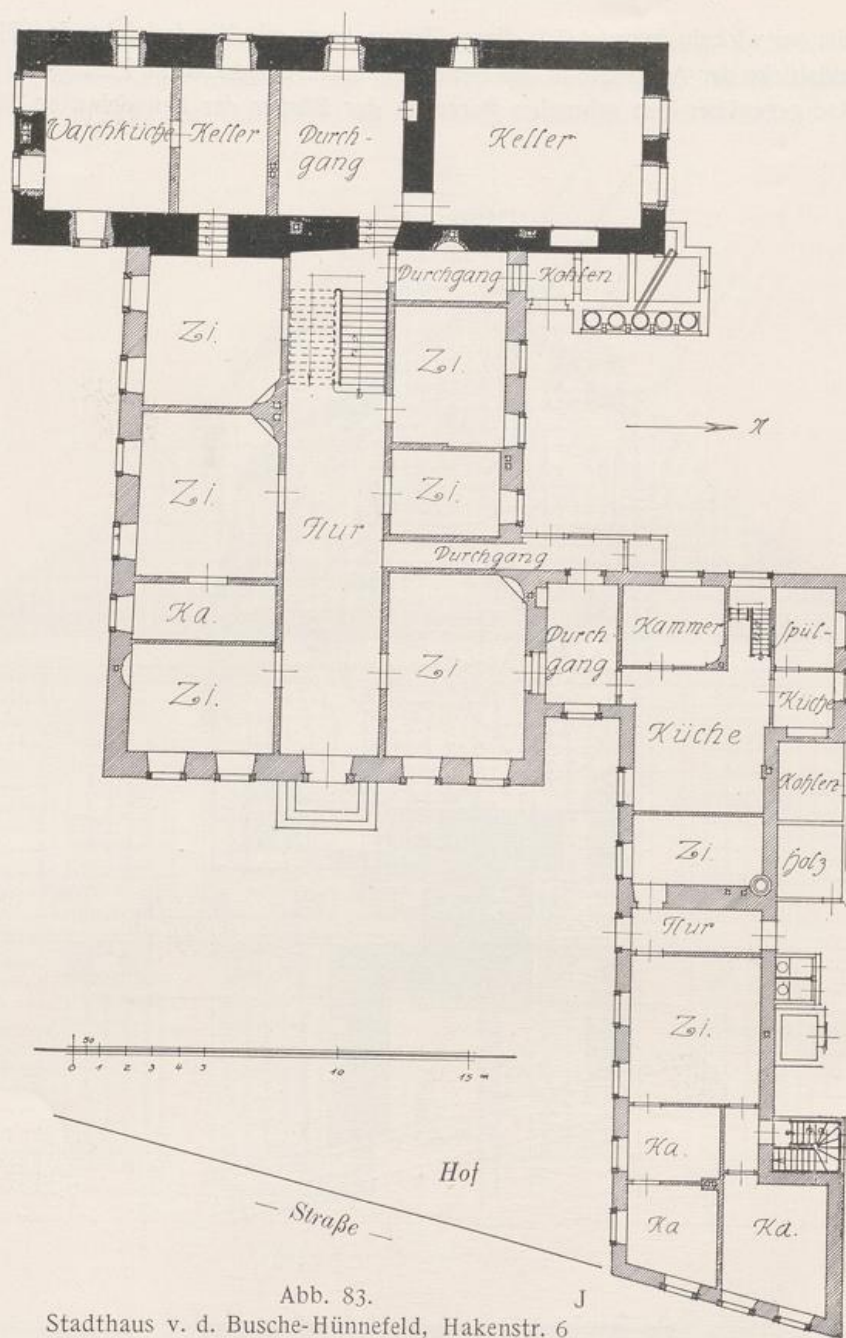 Waschküche
Keller
Durch-
gang
Keller
Durchgang
Kohlen
Zi.
Zi.
N
Zi.
Zi.
Flur
Durchgang
Ka.
Zi.
Zi
Durch-
gang
Kammer
Spül-
Küche
Küche
Kohlen
Zi.
Holz
Flur
Zi.
50
0 1 2 3 4 5 10 15 m
Ka.
Hof
— Straße —
Ka
Ka.
Abb. 83.
J
Stadthaus v. d. Busche-Hünnefeld, Hakenstr. 6